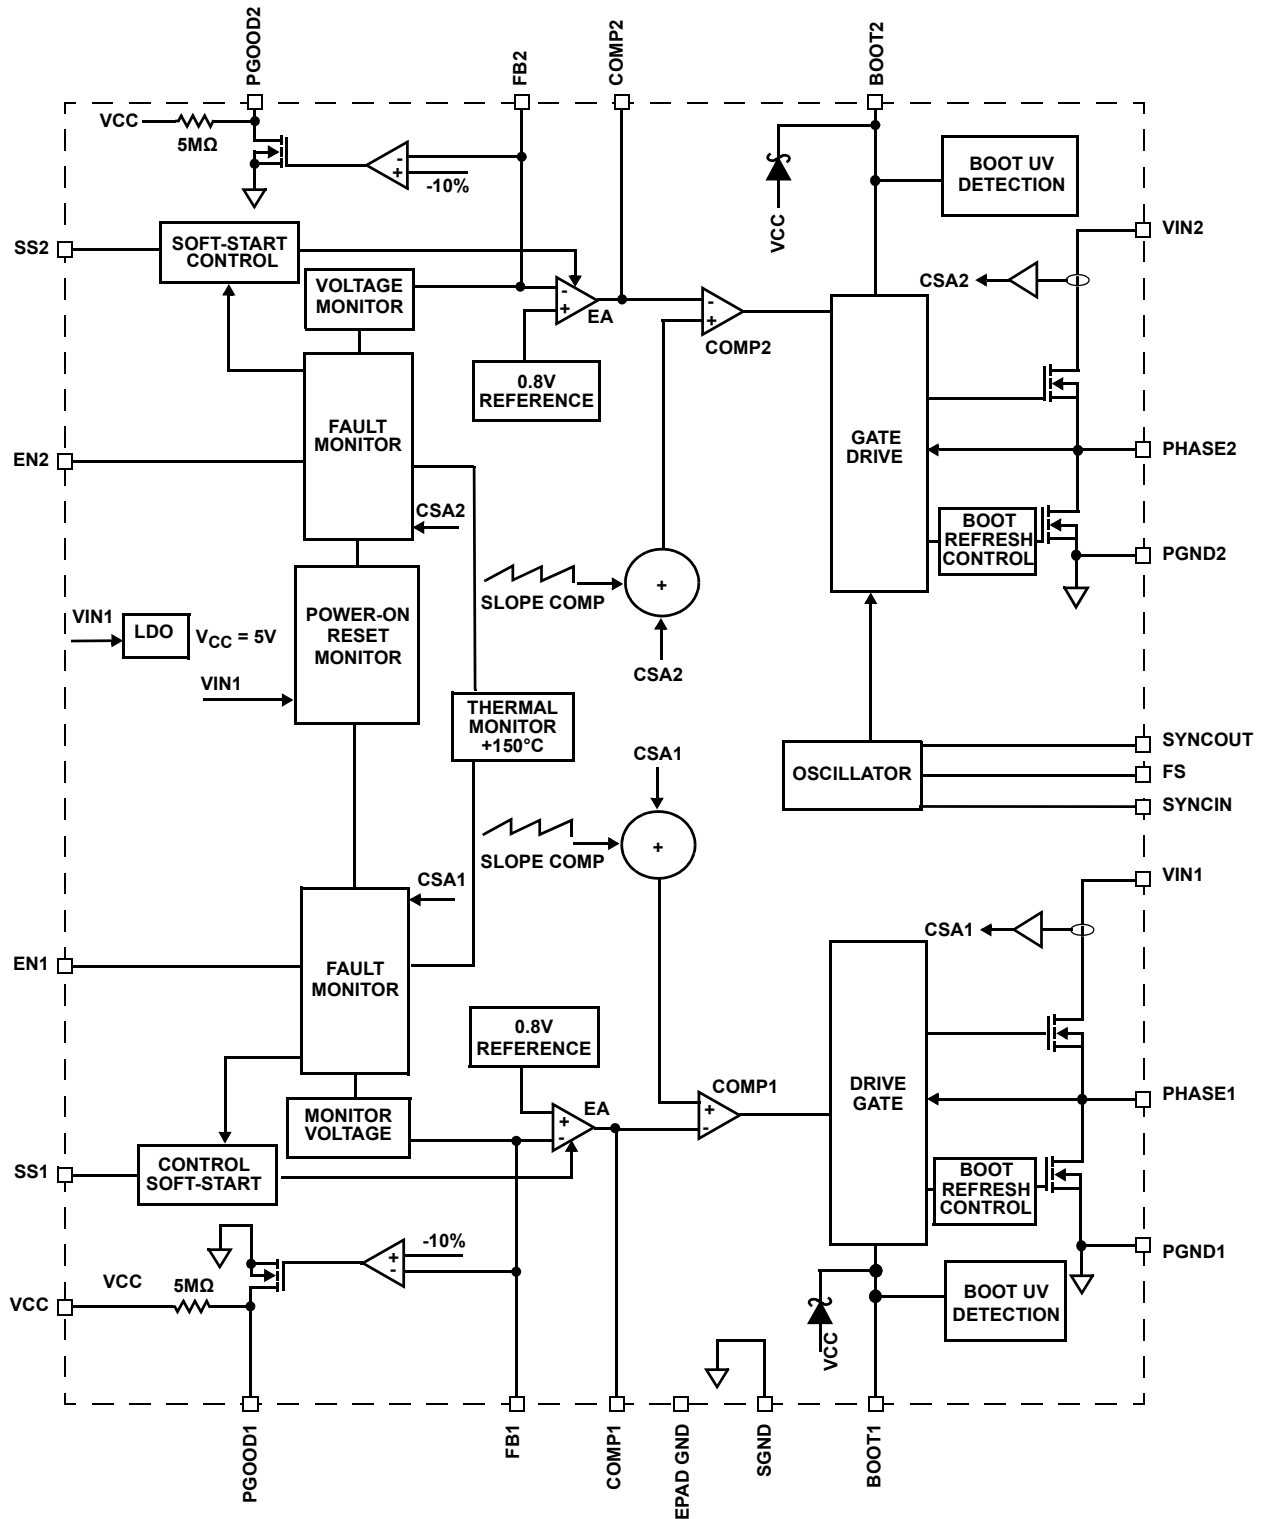 PGOOD2
FB2
COMP2
BOOT2
VCC
5MΩ
-
+
-10%
BOOT UV
DETECTION
VCC
SS2
SOFT-START
CONTROL
VIN2
VOLTAGE
MONITOR
-
+
EA
-
+
COMP2
CSA2
0.8V
REFERENCE
FAULT
MONITOR
GATE
DRIVE
EN2
PHASE2
CSA2
BOOT
REFRESH
CONTROL
PGND2
SLOPE COMP
+
CSA2
VIN1
LDO
VCC = 5V
POWER-ON
RESET
MONITOR
VIN1
THERMAL
MONITOR
+150°C
CSA1
OSCILLATOR
SYNCOUT
FS
SYNCIN
SLOPE COMP
+
CSA1
VIN1
CSA1
EN1
FAULT
MONITOR
0.8V
REFERENCE
MONITOR
VOLTAGE
+
-
EA
COMP1
+
-
DRIVE
GATE
PHASE1
SS1
CONTROL
SOFT-START
BOOT
REFRESH
CONTROL
-10%
+
-
PGND1
VCC
VCC
5MΩ
BOOT UV
DETECTION
VCC
PGOOD1
FB1
COMP1
EPAD GND
SGND
BOOT1